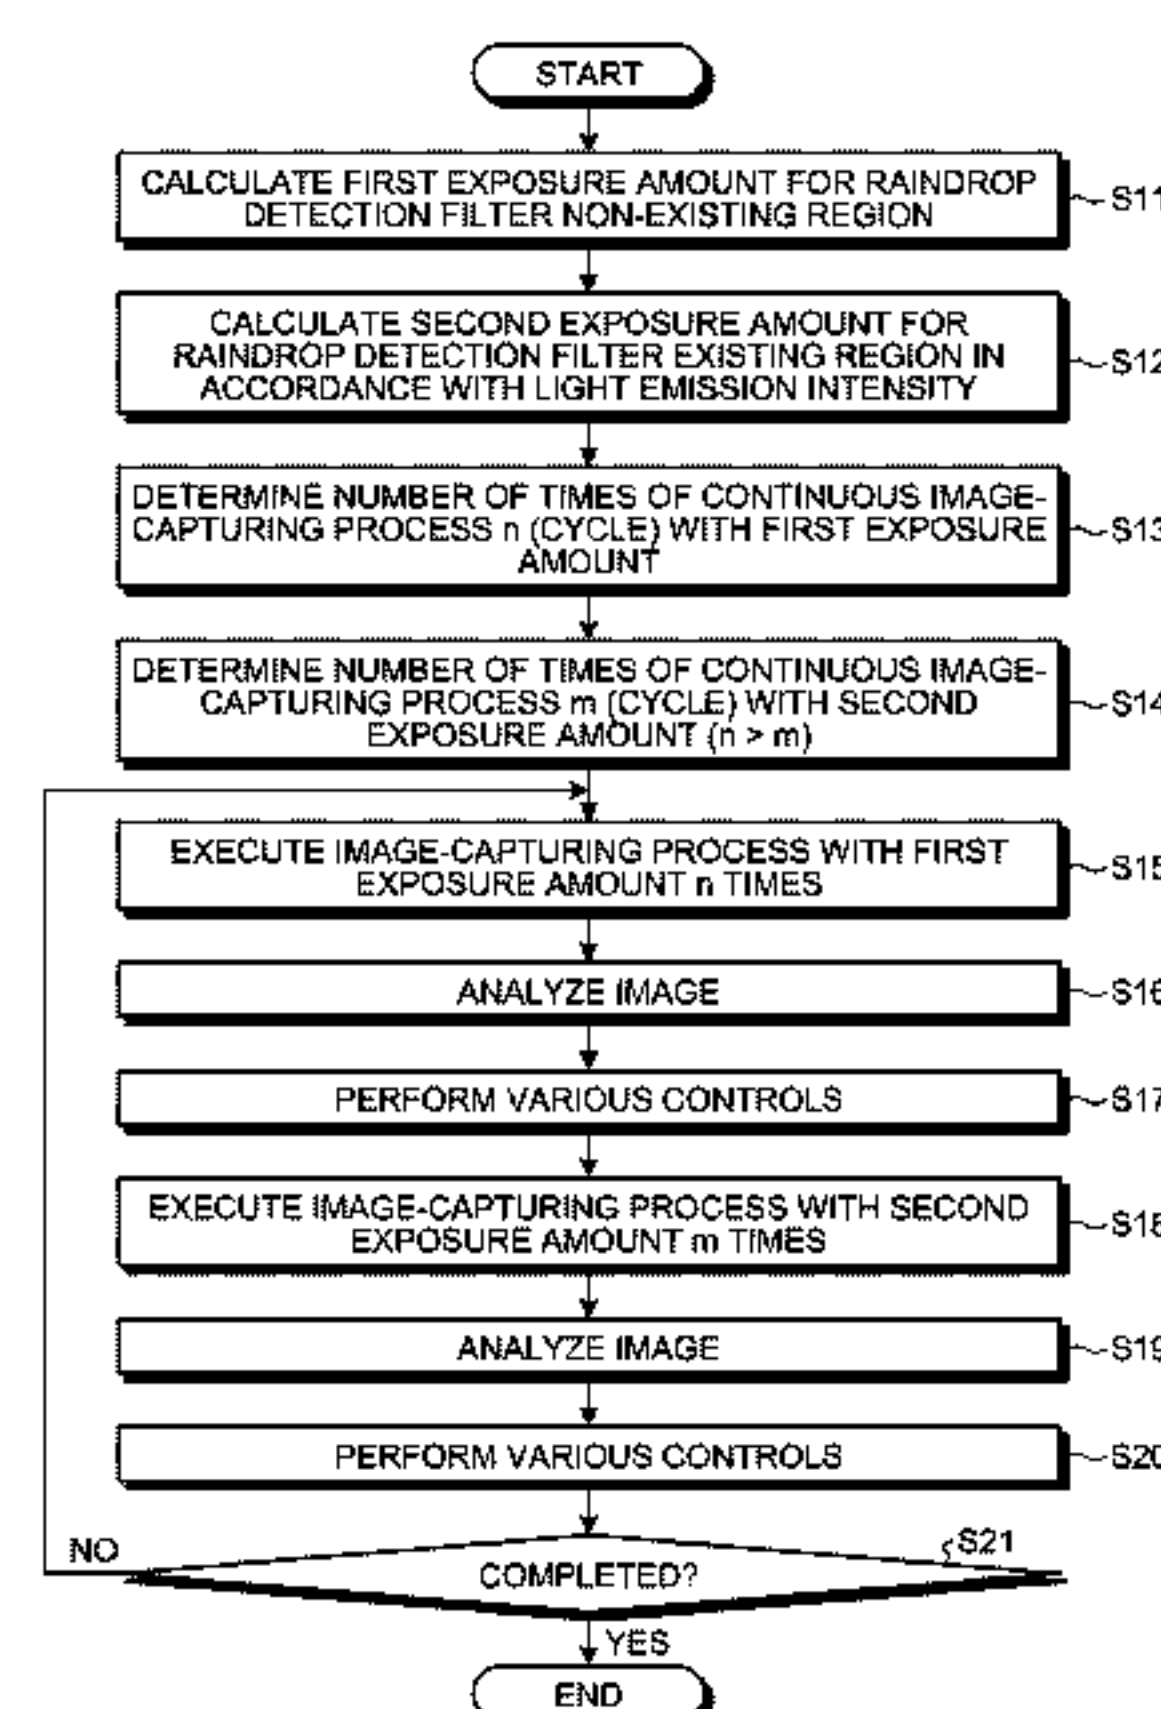 START
CALCULATE FIRST EXPOSURE AMOUNT FOR RAINDROP
DETECTION FILTER NON-EXISTING REGION
S11
CALCULATE SECOND EXPOSURE AMOUNT FOR
RAINDROP DETECTION FILTER EXISTING REGION IN
ACCORDANCE WITH LIGHT EMISSION INTENSITY
S12
DETERMINE NUMBER OF TIMES OF CONTINUOUS IMAGE-
CAPTURING PROCESS n (CYCLE) WITH FIRST EXPOSURE
AMOUNT
S13
DETERMINE NUMBER OF TIMES OF CONTINUOUS IMAGE-
CAPTURING PROCESS m (CYCLE) WITH SECOND
EXPOSURE AMOUNT (n > m)
S14
EXECUTE IMAGE-CAPTURING PROCESS WITH FIRST
EXPOSURE AMOUNT n TIMES
S15
ANALYZE IMAGE
S16
PERFORM VARIOUS CONTROLS
S17
EXECUTE IMAGE-CAPTURING PROCESS WITH SECOND
EXPOSURE AMOUNT m TIMES
S18
ANALYZE IMAGE
S19
PERFORM VARIOUS CONTROLS
S20
NO
COMPLETED?
S21
YES
END